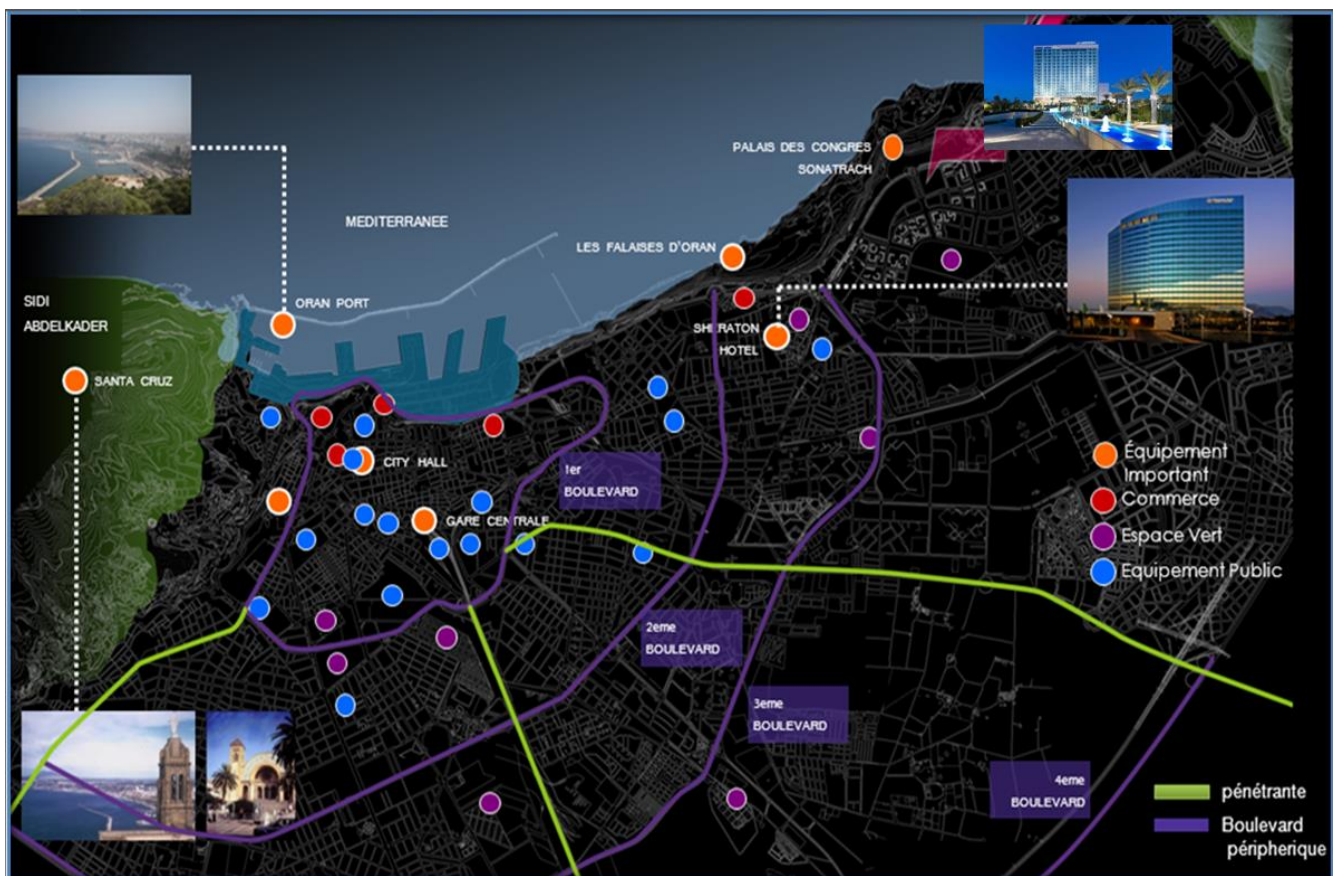 PALAIS DES CONGRES
SONATRACH
MEDITERRANEE
LES FALAISES D'ORAN
SIDI
ABDELKADER
ORAN PORT
SHERATON
HOTEL
SANTA CRUZ
CITY HALL
1er
BOULEVARD
GARE CENTRALE
Équipement
Important
Commerce
Espace Vert
Equipement Public
2eme
BOULEVARD
3eme
BOULEVARD
4eme
BOULEVARD
pénétrante
Boulevard
péripherique